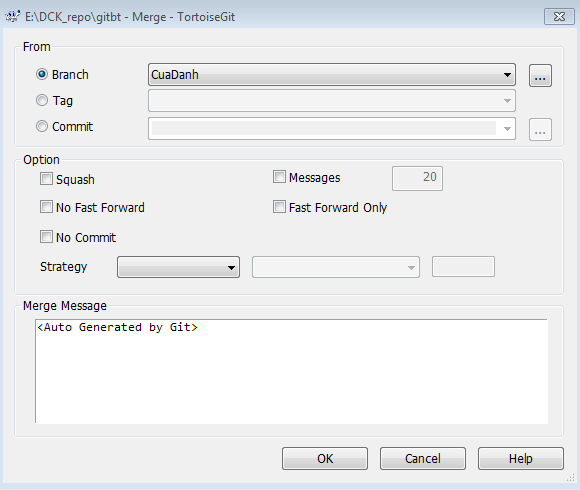 E:\DCK_repo\gitbt - Merge - TortoiseGit
From
Branch
CuaDanh
...
Tag
Commit
...
Option
Squash
Messages
20
No Fast Forward
Fast Forward Only
No Commit
Strategy
Merge Message
<Auto Generated by Git>
OK
Cancel
Help